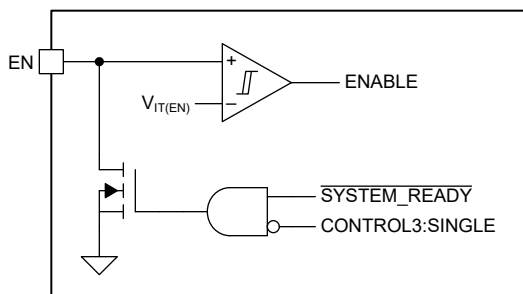 EN
+
ENABLE
V_IT(EN)
−
SYSTEM_READY
CONTROL3:SINGLE